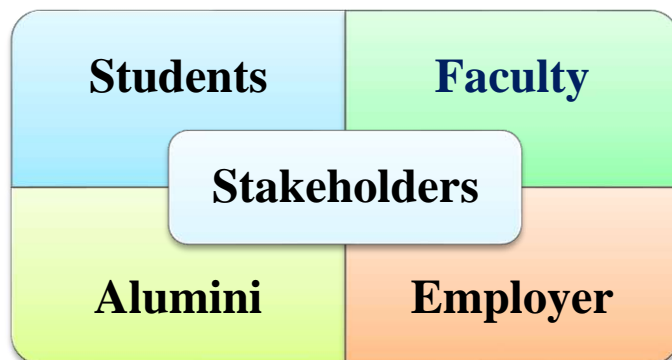 Students
Faculty
Stakeholders
Alumini
Employer